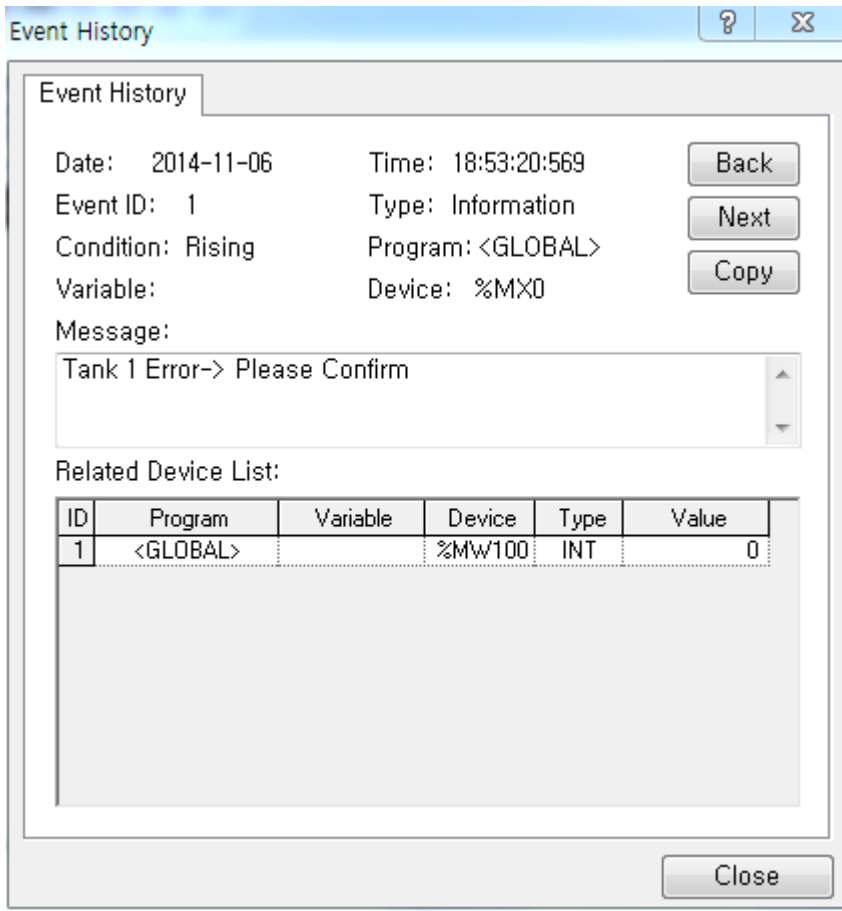 Event History
Event History
Date: 2014-11-06 Time: 18:53:20:569 Back
Event ID: 1 Type: Information Next
Condition: Rising Program: <GLOBAL> Copy
Variable: Device: %MX0
Message:
Tank 1 Error-> Please Confirm
Related Device List:
ID Program Variable Device Type Value
1 <GLOBAL> %MW100 INT 0
Close